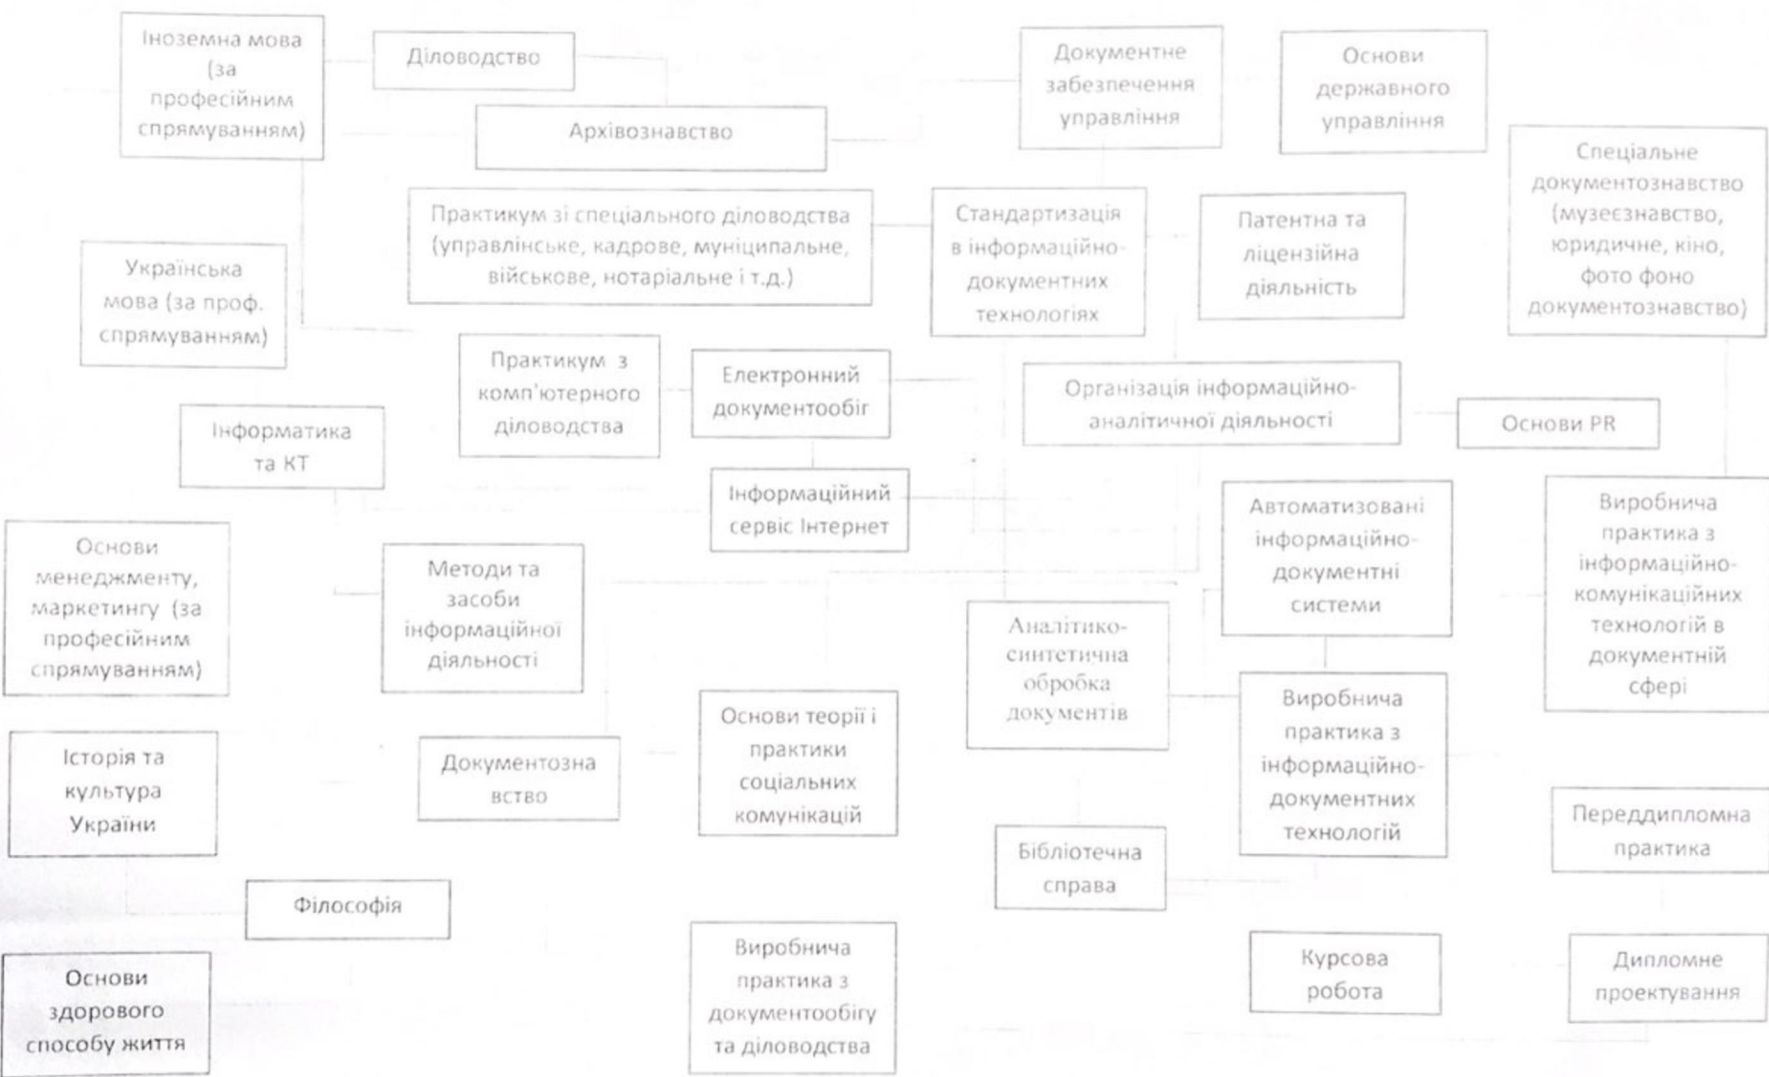 Іноземна мова
(за
професійним
спрямуванням)
Діловодство
Архівознавство
Документне
забезпечення
управління
Основи
державного
управління
Спеціальне
документознавство
(музеєзнавство,
юридичне, кіно,
фото фоно
документознавство)
Практикум зі спеціального діловодства
(управлінське, кадрове, муніципальне,
військове, нотаріальне і т.д.)
Стандартизація
в інформаційно-
документних
технологіях
Патентна та
ліцензійна
діяльність
Українська
мова (за проф.
спрямуванням)
Практикум з
комп'ютерного
діловодства
Електронний
документообіг
Організація інформаційно-
аналітичної діяльності
Основи PR
Інформатика
та КТ
Інформаційний
сервіс Інтернет
Автоматизовані
інформаційно-
документні
системи
Виробнича
практика з
інформаційно-
комунікаційних
технологій в
документній
сфері
Основи
менеджменту,
маркетингу (за
професійним
спрямуванням)
Методи та
засоби
інформаційної
діяльності
Аналітико-
синтетична
обробка
документів
Виробнича
практика з
інформаційно-
документних
технологій
Історія та
культура
України
Документозна
вство
Основи теорії і
практики
соціальних
комунікацій
Бібліотечна
справа
Переддипломна
практика
Філософія
Основи
здорового
способу життя
Виробнича
практика з
документообігу
та діловодства
Курсова
робота
Дипломне
проектування